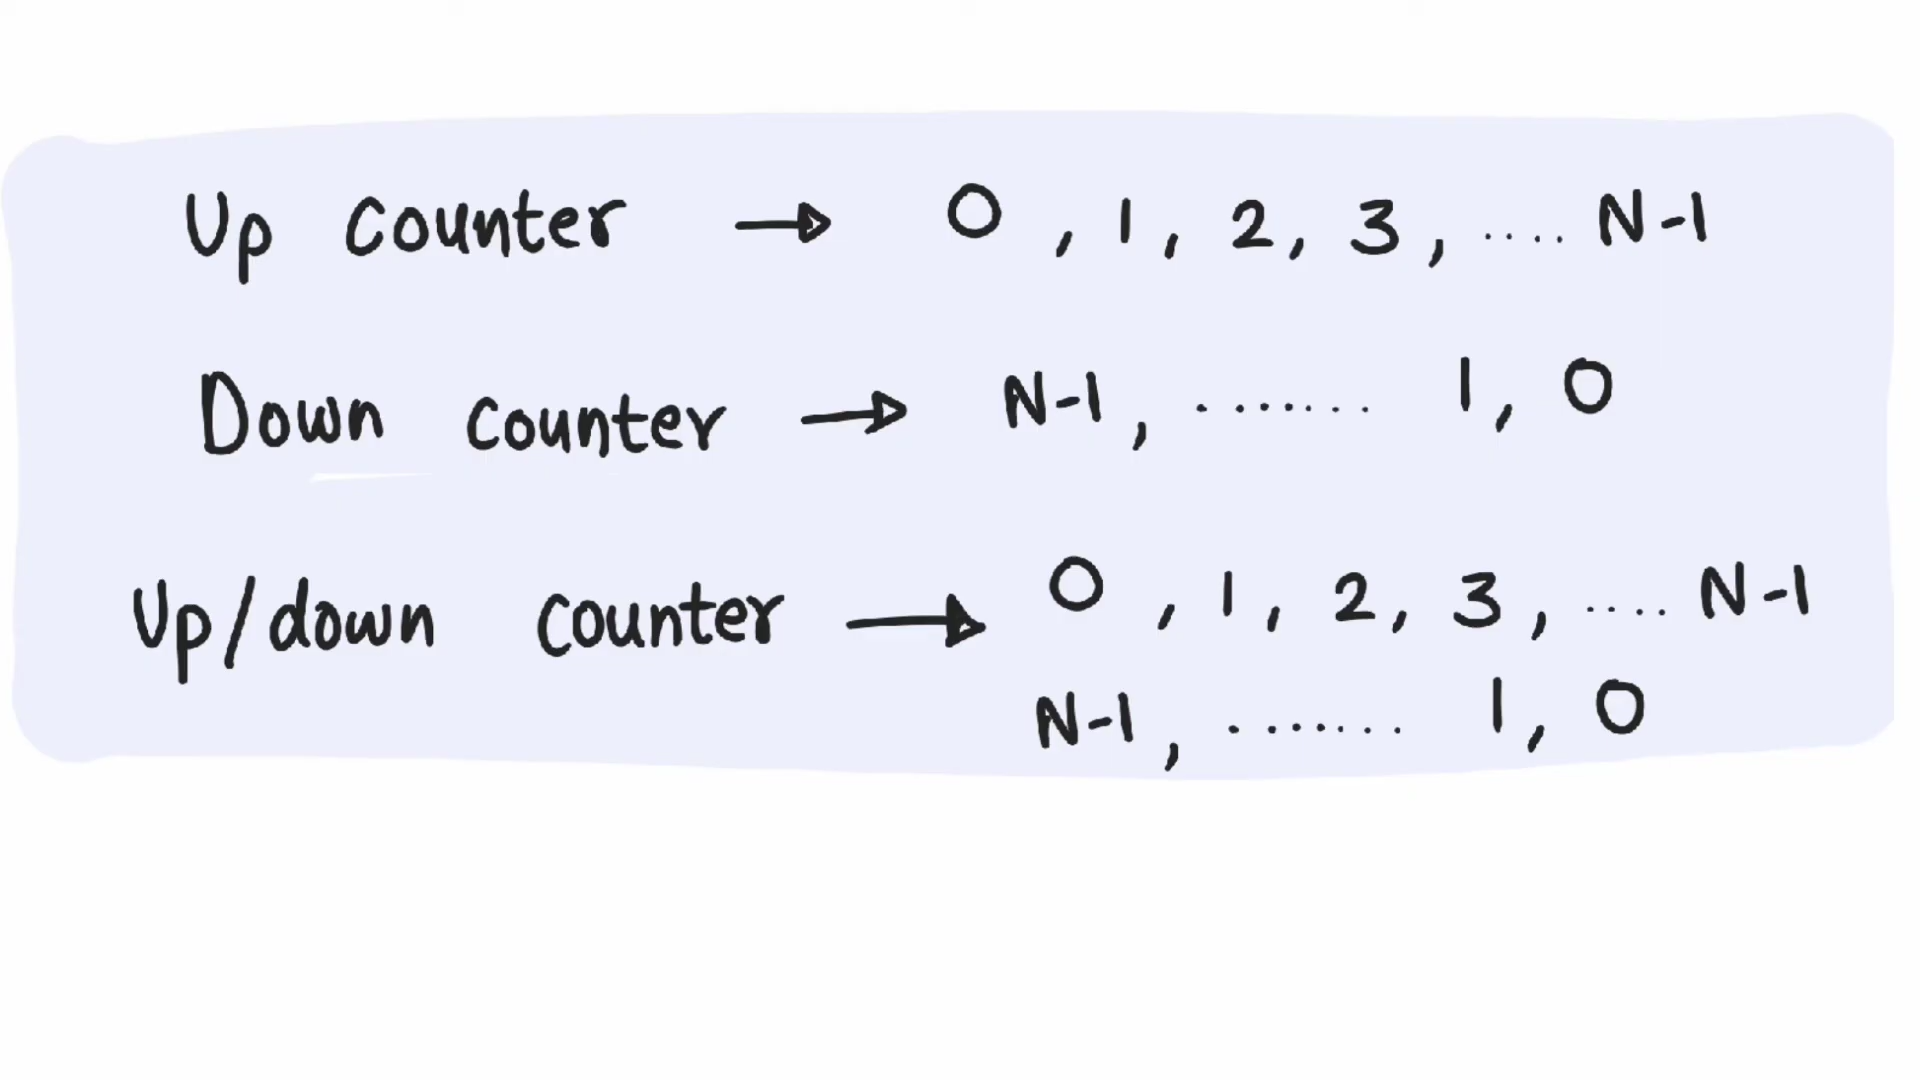 Up counter → 0, 1, 2, 3, .... N-1
Down counter → N-1, ....... 1, 0
Up/down counter → 0, 1, 2, 3, .... N-1
N-1, ....... 1, 0